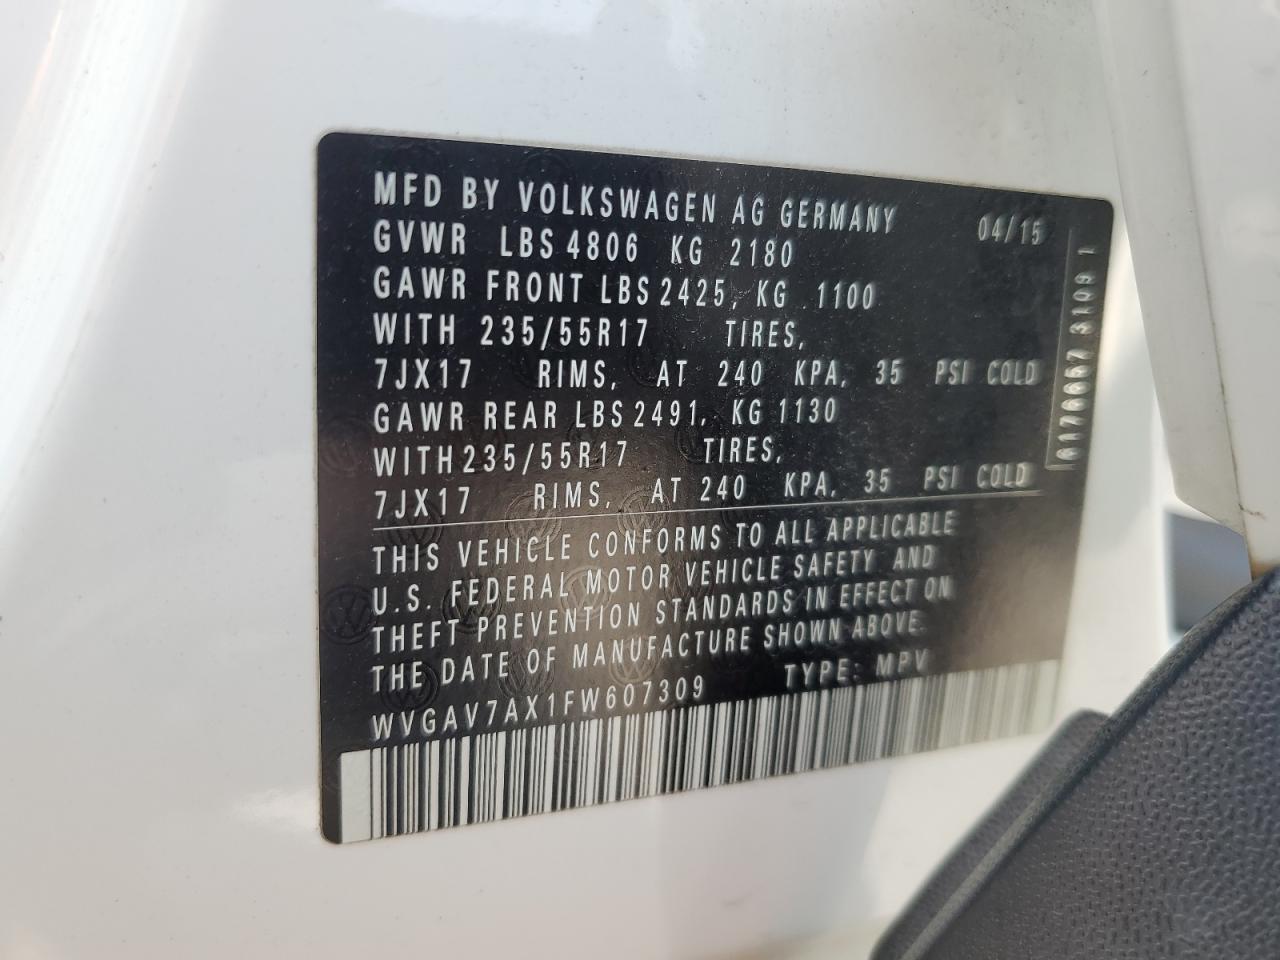 MFD BY VOLKSWAGEN AG GERMANY 04/15
GVWR LBS 4806 KG 2180
GAWR FRONT LBS 2425, KG 1100
WITH 235/55R17 TIRES,
7JX17 RIMS, AT 240 KPA, 35 PSI COLD
GAWR REAR LBS 2491, KG 1130
WITH 235/55R17 TIRES,
7JX17 RIMS, AT 240 KPA, 35 PSI COLD
THIS VEHICLE CONFORMS TO ALL APPLICABLE
U.S. FEDERAL MOTOR VEHICLE SAFETY AND
THEFT PREVENTION STANDARDS IN EFFECT ON
THE DATE OF MANUFACTURE SHOWN ABOVE.
WVGAV7AX1FW607309 TYPE: MPV